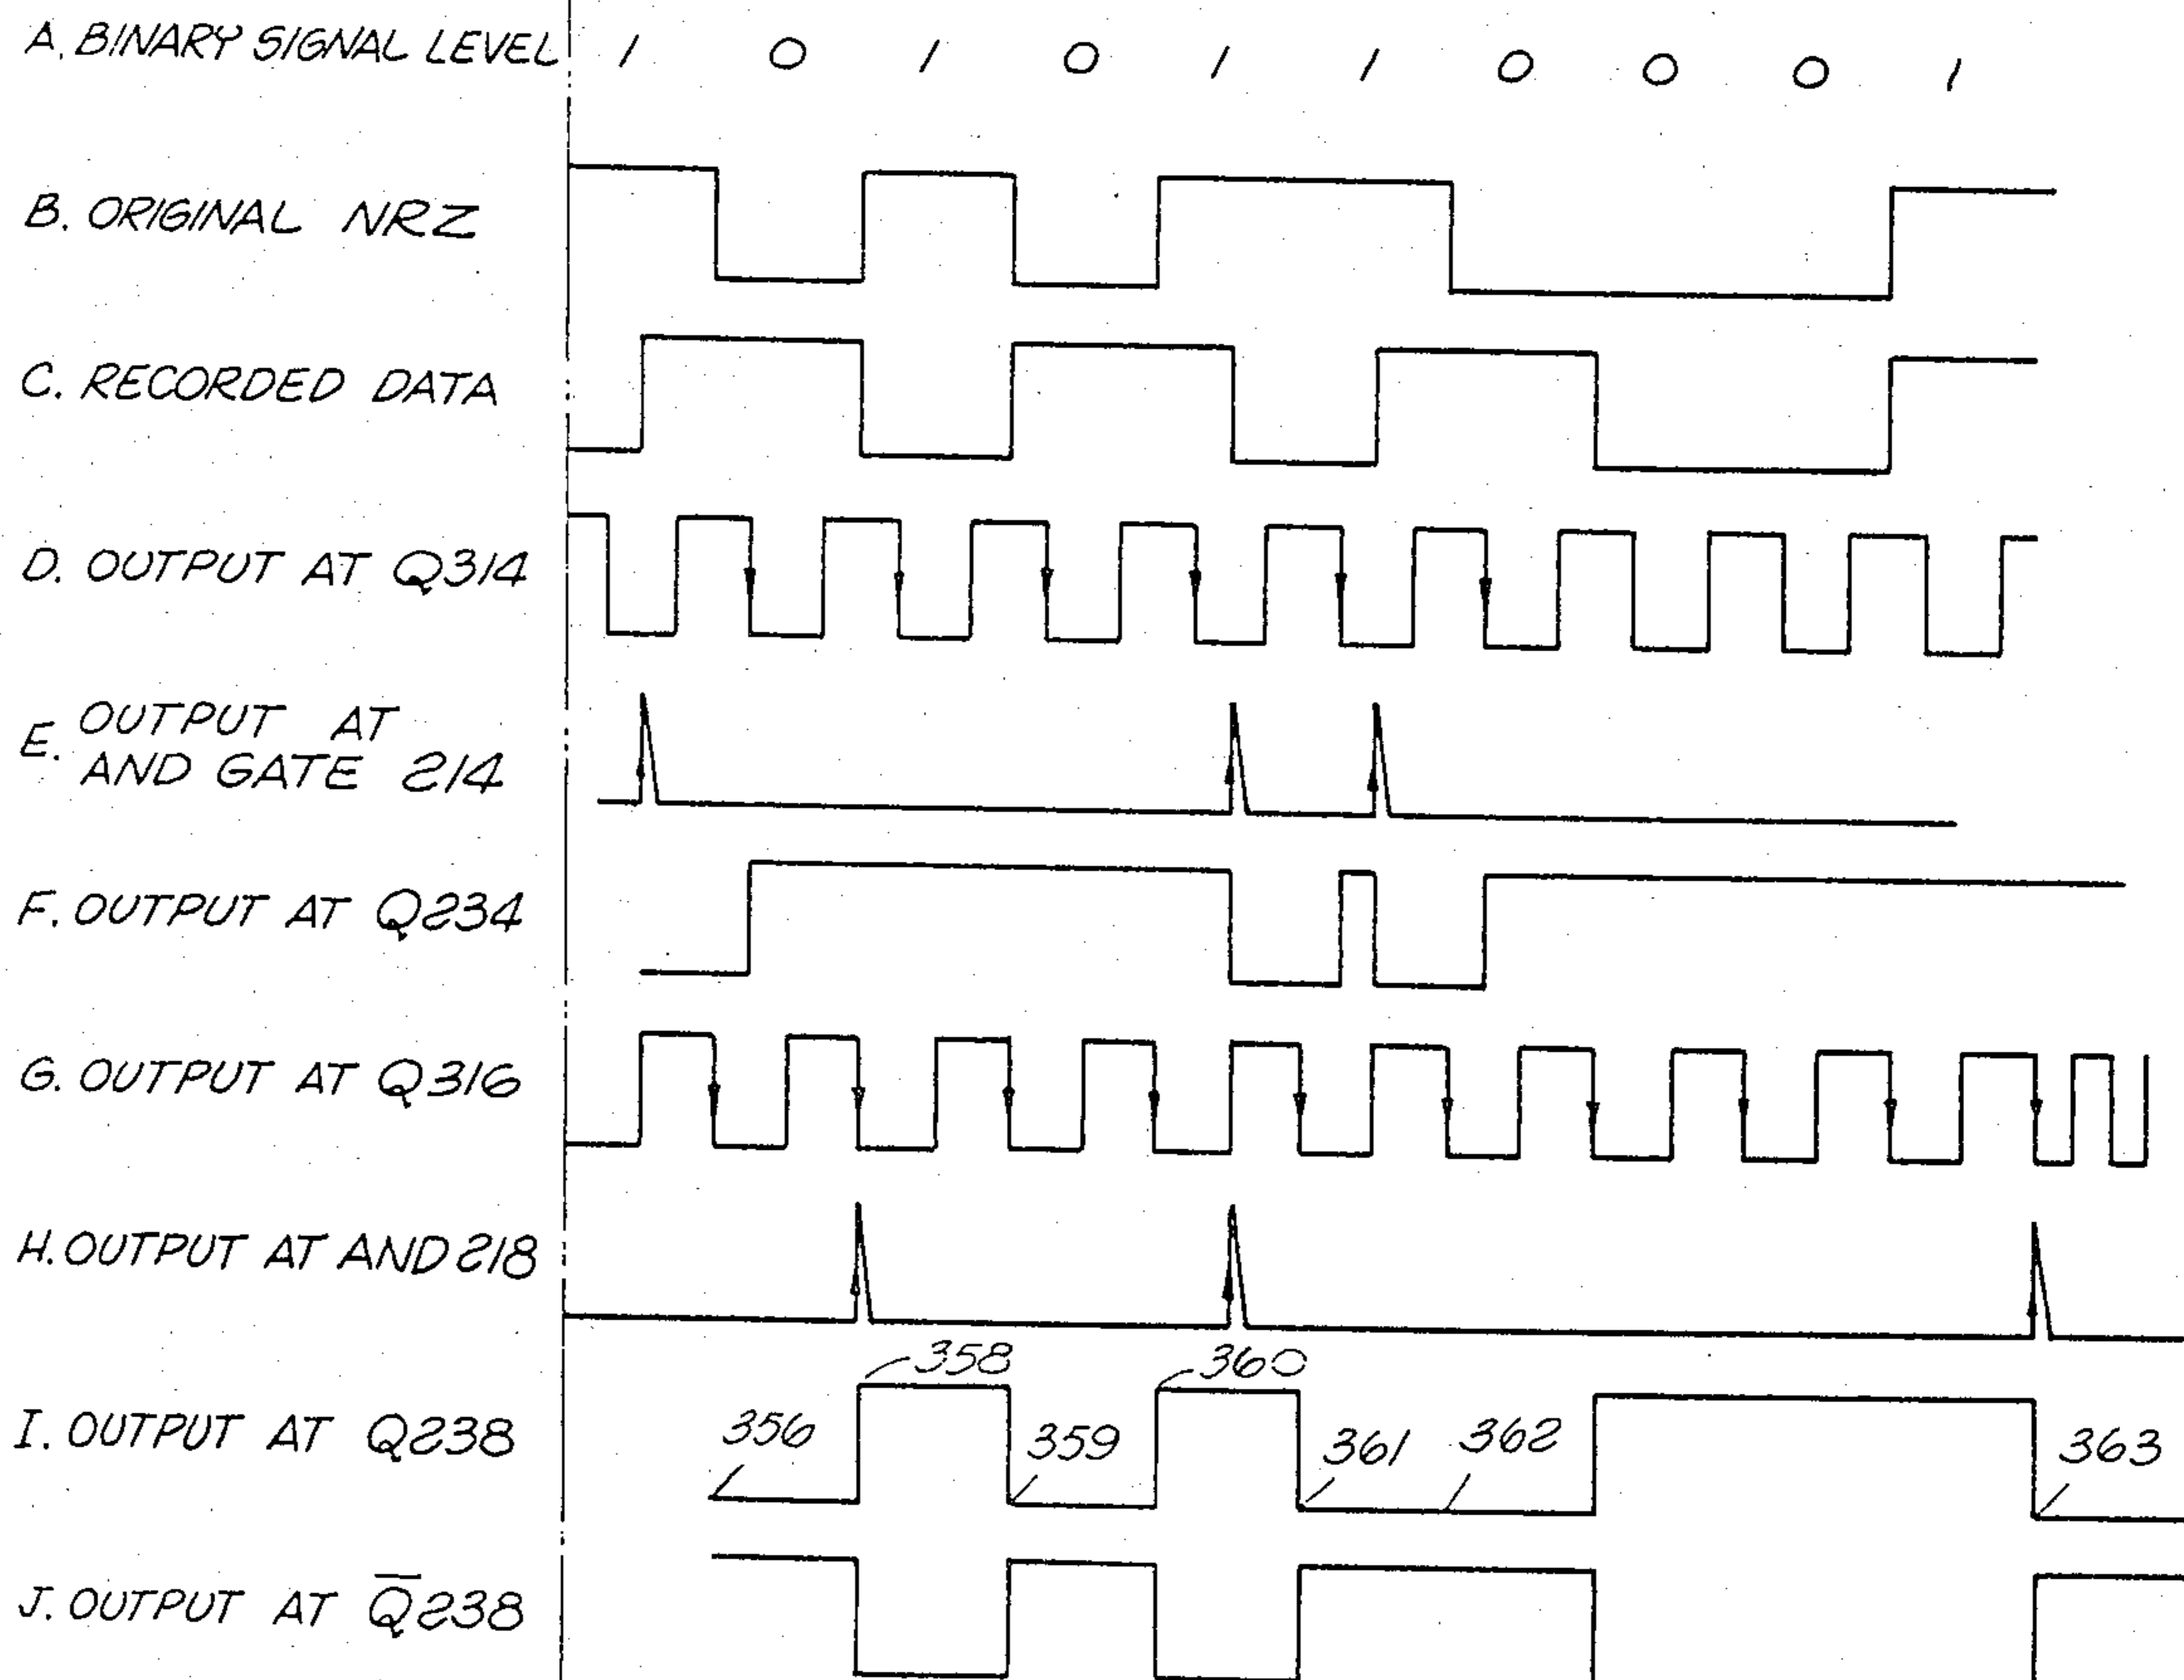 A. BINARY SIGNAL LEVEL 1 0 1 0 1 1 0 0 0 1
B. ORIGINAL NRZ
C. RECORDED DATA
D. OUTPUT AT Q314
E. OUTPUT AT
AND GATE 214
F. OUTPUT AT Q234
G. OUTPUT AT Q316
H. OUTPUT AT AND 218
358 360
I. OUTPUT AT Q238 356 359 361 362 363
J. OUTPUT AT Q̅238